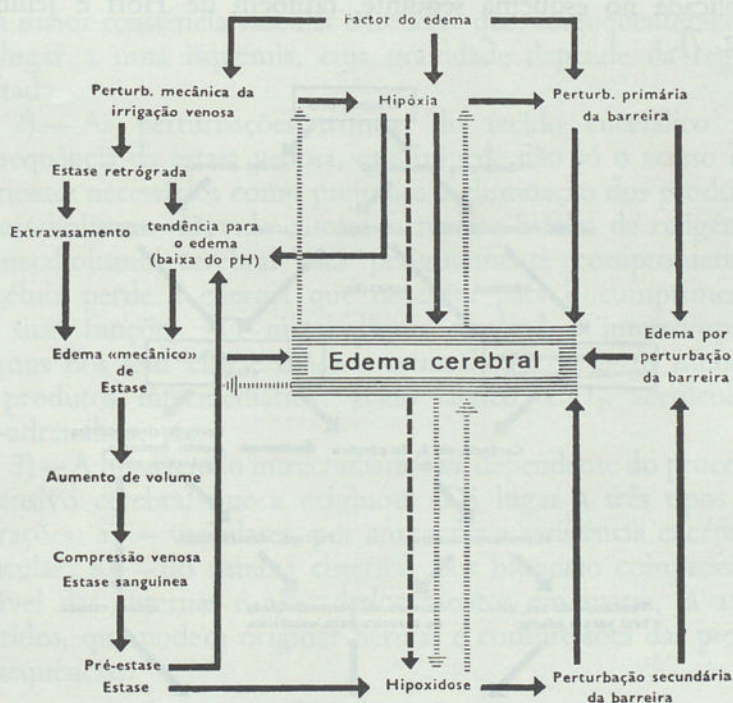 Factor do edema
Perturb. mecânica da
irrigação venosa
Hipóxia
Perturb. primária
da barreira
Estase retrógrada
Extravasamento
tendência para
o edema
(baixa do pH)
Edema «mecânico»
de
Estase
Edema cerebral
Edema por
perturbação
da barreira
Aumento de volume
Compressão venosa
Estase sanguínea
Pré-estase
Estase
Hipoxidose
Perturbação secundária
da barreira